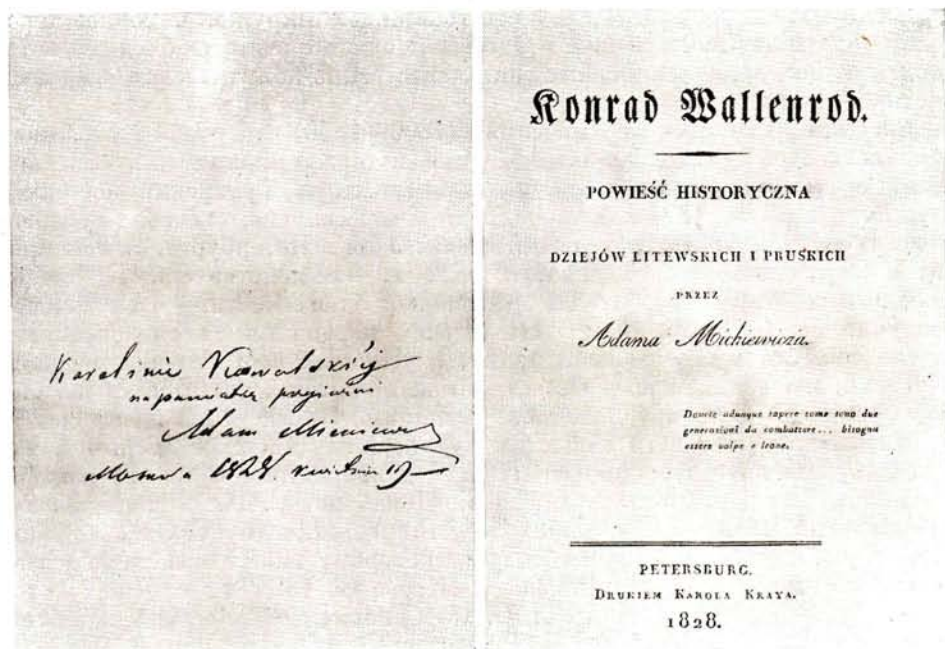 Karolinie Kowalskiéj
na pamiątkę przyjaźni
Adam Mickiewicz
Moskwa 1828. kwietnia 19
Konrad Wallenrod.
POWIEŚĆ HISTORYCZNA
DZIEJÓW LITEWSKICH I PRUSKICH
PRZEZ
Adama Mickiewicza.
Dovete adunque sapere come sono due
generazioni da combattere... bisogna
essere volpe e leone.
PETERSBURG.
DRUKIEM KAROLA KRAYA.
1828.